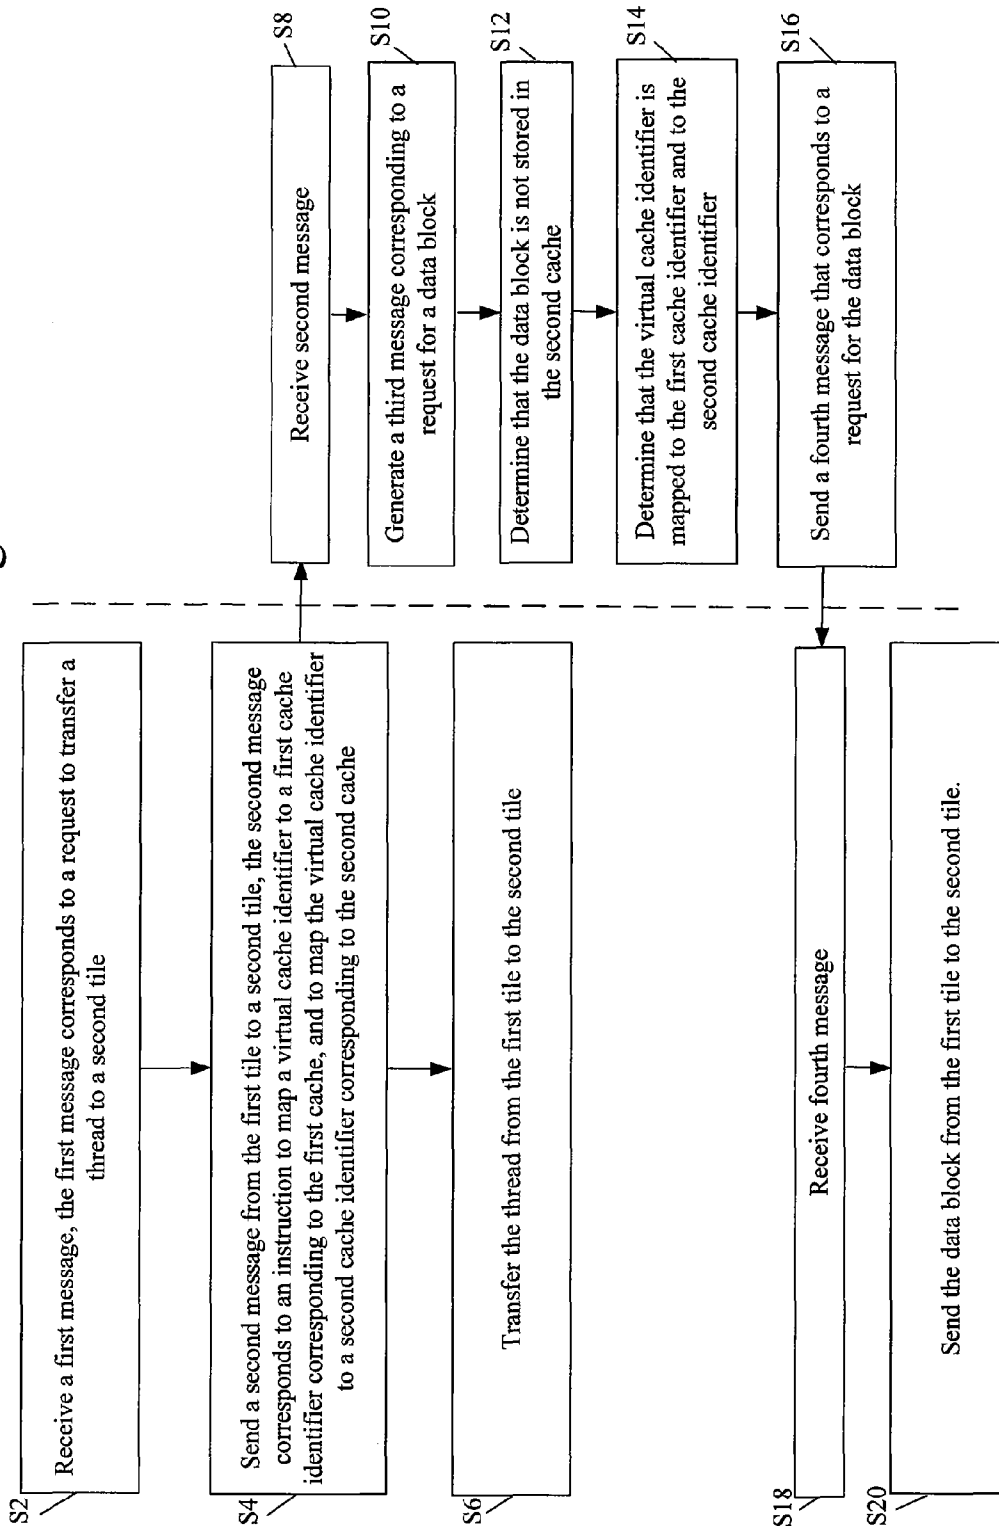 S2
Receive a first message, the first message corresponds to a request to transfer a
thread to a second tile
S4
Send a second message from the first tile to a second tile, the second message
corresponds to an instruction to map a virtual cache identifier to a first cache
identifier corresponding to the first cache, and to map the virtual cache identifier
to a second cache identifier corresponding to the second cache
S6
Transfer the thread from the first tile to the second tile
S8
Receive second message
S10
Generate a third message corresponding to a
request for a data block
S12
Determine that the data block is not stored in
the second cache
S14
Determine that the virtual cache identifier is
mapped to the first cache identifier and to the
second cache identifier
S16
Send a fourth message that corresponds to a
request for the data block
S18
Receive fourth message
S20
Send the data block from the first tile to the second tile.